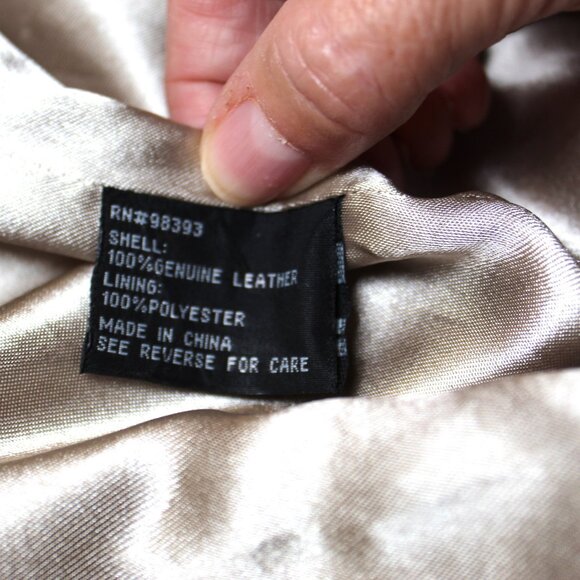 RN#98393
SHELL:
100%GENUINE LEATHER
LINING:
100%POLYESTER
MADE IN CHINA
SEE REVERSE FOR CARE